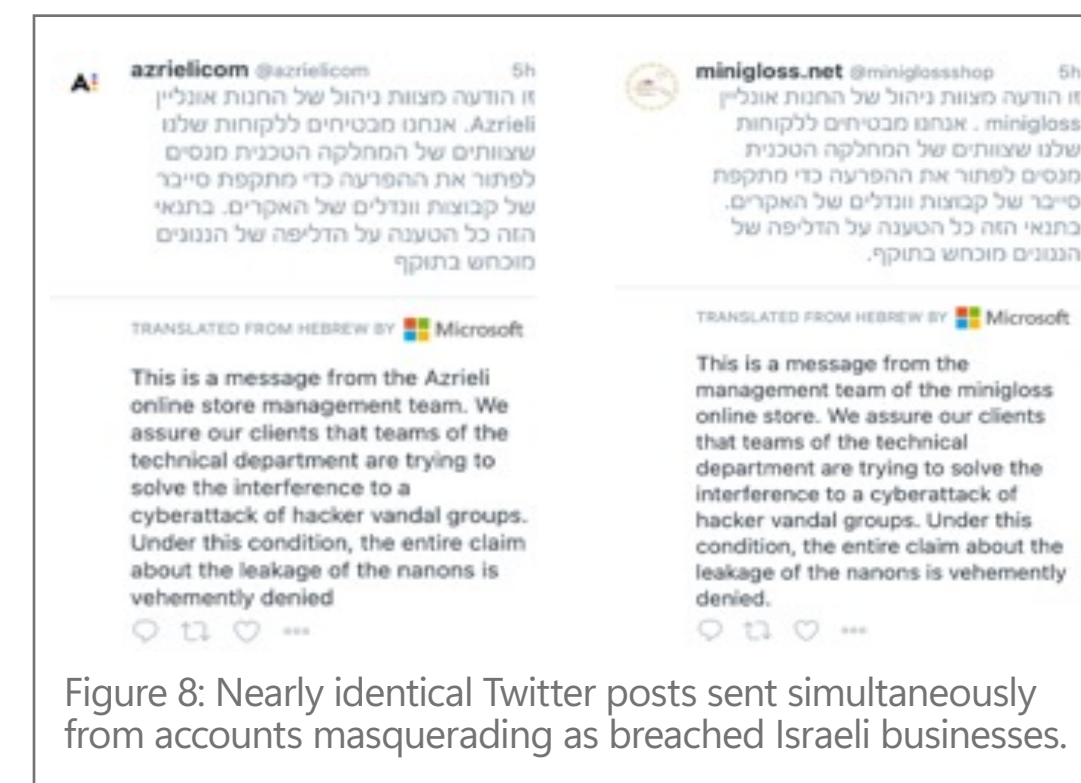 azrielicom @azrielicom 5h
זו הודעה מצוות ניהול של החנות אונליין
Azrieli. אנחנו מבטיחים ללקוחות שלנו
שצוותים של המחלקה הטכנית מנסים
לפתור את ההפרעה כדי מתקפת סייבר
של קבוצות וונדלים של האקרים. בתנאי
הזה כל הטענה על הדליפה של הננונים
מוכחש בתוקף
TRANSLATED FROM HEBREW BY Microsoft
This is a message from the Azrieli
online store management team. We
assure our clients that teams of the
technical department are trying to
solve the interference to a
cyberattack of hacker vandal groups.
Under this condition, the entire claim
about the leakage of the nanons is
vehemently denied
minigloss.net @miniglossshop 5h
זו הודעה מצוות ניהול של החנות אונליין
minigloss . אנחנו מבטיחים ללקוחות
שלנו שצוותים של המחלקה הטכנית
מנסים לפתור את ההפרעה כדי מתקפת
סייבר של קבוצות וונדלים של האקרים.
בתנאי הזה כל הטענה על הדליפה של
הננונים מוכחש בתוקף.
TRANSLATED FROM HEBREW BY Microsoft
This is a message from the
management team of the minigloss
online store. We assure our clients
that teams of the technical
department are trying to solve the
interference to a cyberattack of
hacker vandal groups. Under this
condition, the entire claim about the
leakage of the nanons is vehemently
denied.
Figure 8: Nearly identical Twitter posts sent simultaneously
from accounts masquerading as breached Israeli businesses.